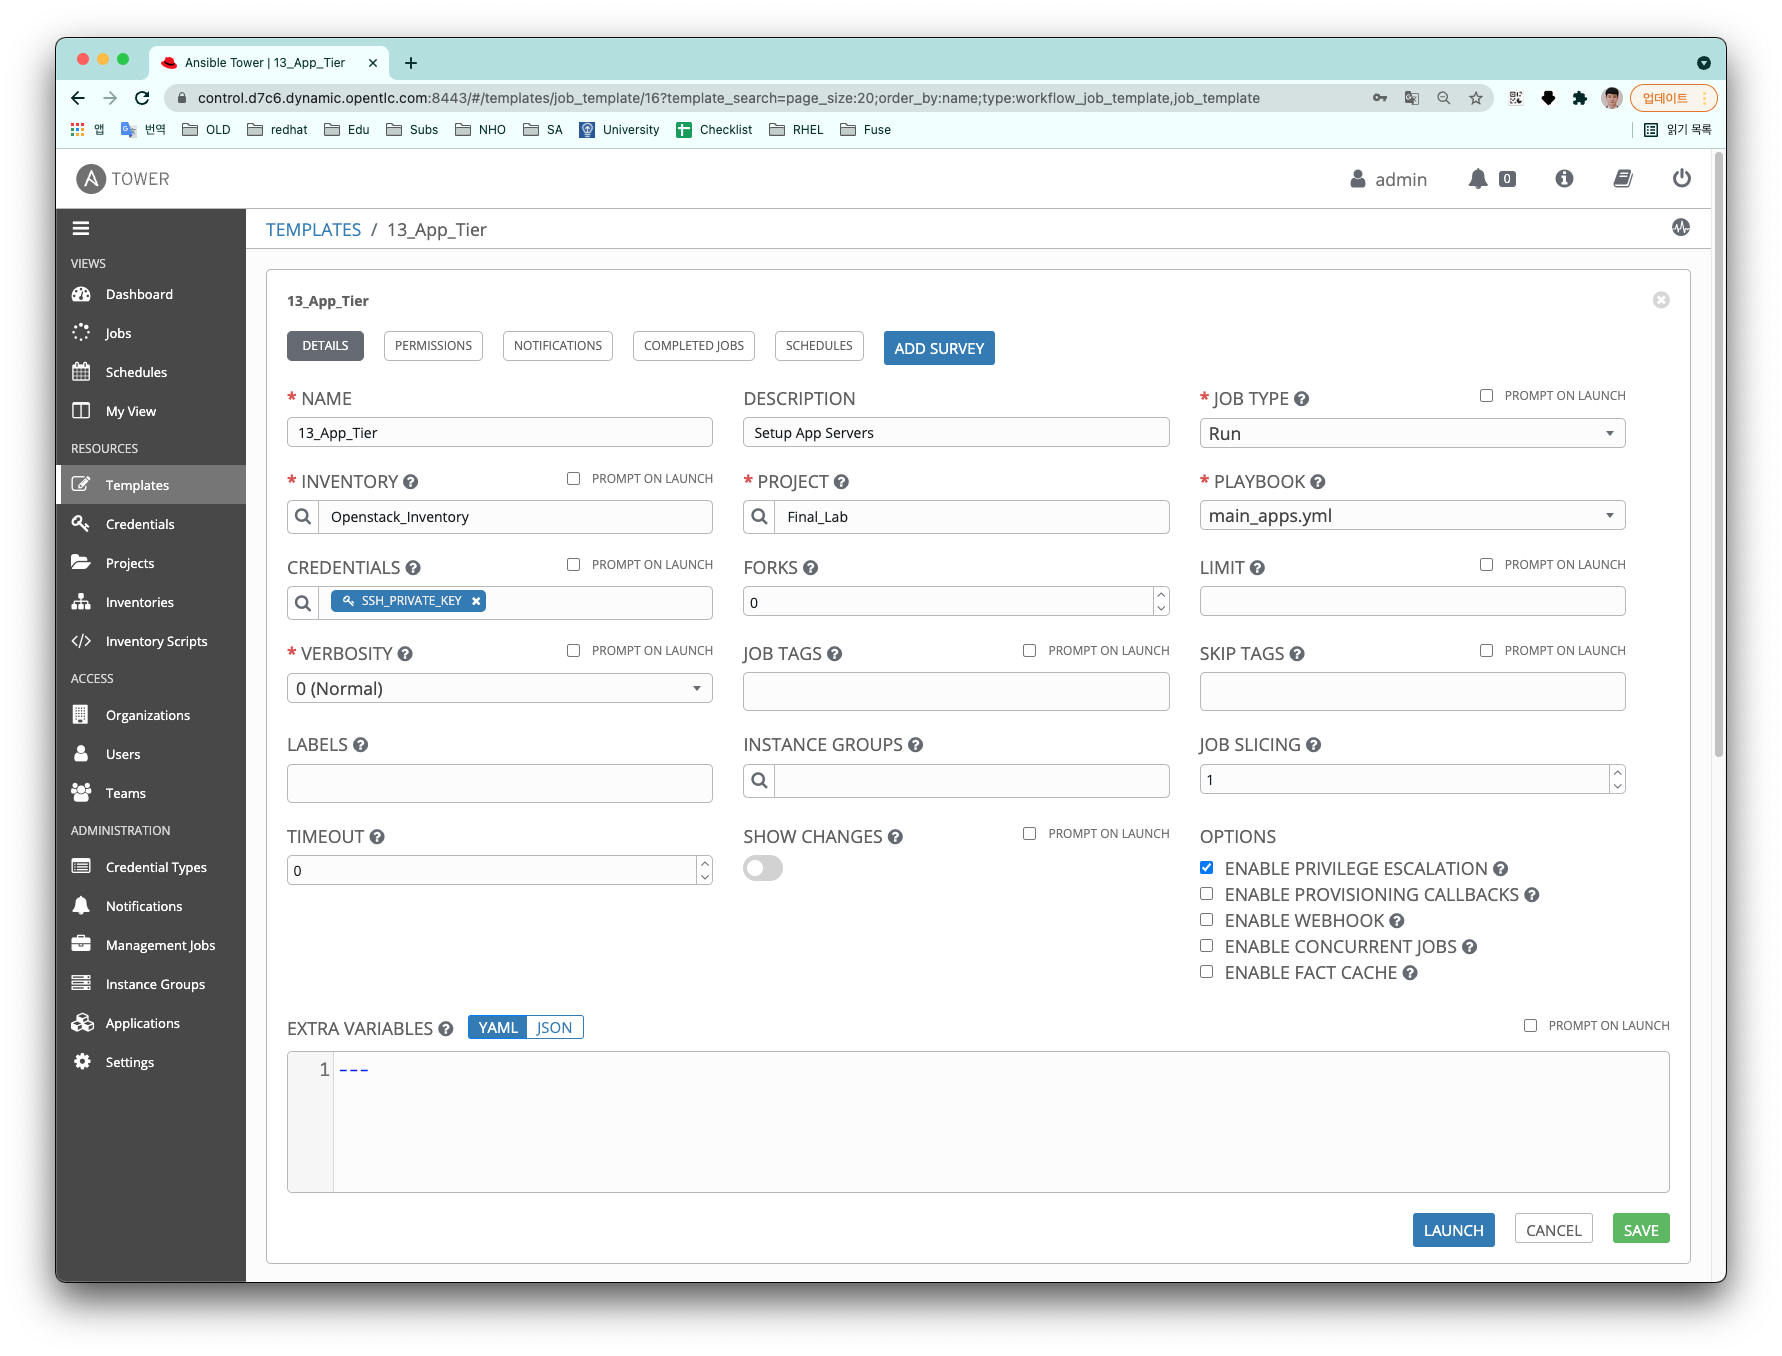 Ansible Tower | 13_App_Tier
control.d7c6.dynamic.opentlc.com:8443/#/templates/job_template/16?template_search=page_size:20;order_by:name;type:workflow_job_template,job_template
업데이트
앱 번역 OLD redhat Edu Subs NHO SA University Checklist RHEL Fuse 읽기 목록
A TOWER admin 0
TEMPLATES / 13_App_Tier
VIEWS
Dashboard
Jobs
Schedules
My View
RESOURCES
Templates
Credentials
Projects
Inventories
Inventory Scripts
ACCESS
Organizations
Users
Teams
ADMINISTRATION
Credential Types
Notifications
Management Jobs
Instance Groups
Applications
Settings
13_App_Tier
DETAILS PERMISSIONS NOTIFICATIONS COMPLETED JOBS SCHEDULES ADD SURVEY
* NAME DESCRIPTION * JOB TYPE PROMPT ON LAUNCH
13_App_Tier Setup App Servers Run
* INVENTORY PROMPT ON LAUNCH * PROJECT * PLAYBOOK
Openstack_Inventory Final_Lab main_apps.yml
CREDENTIALS PROMPT ON LAUNCH FORKS LIMIT PROMPT ON LAUNCH
SSH_PRIVATE_KEY 0
* VERBOSITY PROMPT ON LAUNCH JOB TAGS PROMPT ON LAUNCH SKIP TAGS PROMPT ON LAUNCH
0 (Normal)
LABELS INSTANCE GROUPS JOB SLICING
1
TIMEOUT SHOW CHANGES PROMPT ON LAUNCH OPTIONS
0
ENABLE PRIVILEGE ESCALATION
ENABLE PROVISIONING CALLBACKS
ENABLE WEBHOOK
ENABLE CONCURRENT JOBS
ENABLE FACT CACHE
EXTRA VARIABLES YAML JSON PROMPT ON LAUNCH
1 ---
LAUNCH CANCEL SAVE